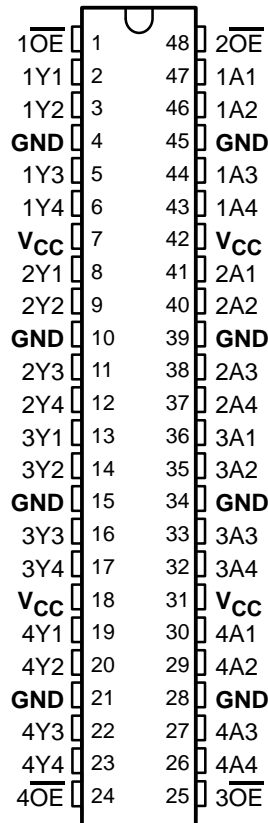 1O̅E̅ 1 48 2O̅E̅
1Y1 2 47 1A1
1Y2 3 46 1A2
GND 4 45 GND
1Y3 5 44 1A3
1Y4 6 43 1A4
VCC 7 42 VCC
2Y1 8 41 2A1
2Y2 9 40 2A2
GND 10 39 GND
2Y3 11 38 2A3
2Y4 12 37 2A4
3Y1 13 36 3A1
3Y2 14 35 3A2
GND 15 34 GND
3Y3 16 33 3A3
3Y4 17 32 3A4
VCC 18 31 VCC
4Y1 19 30 4A1
4Y2 20 29 4A2
GND 21 28 GND
4Y3 22 27 4A3
4Y4 23 26 4A4
4O̅E̅ 24 25 3O̅E̅